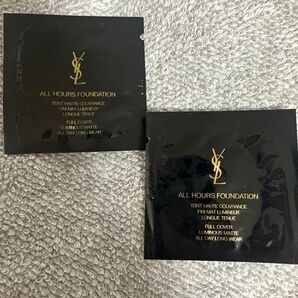 YSL
ALL HOURS FOUNDATION
TEINT HAUTE COUVRANCE
FINI MAT LUMINEUX
LONGUE TENUE
FULL COVER
LUMINOUS MATTE
ALL DAY LONG WEAR
YSL
ALL HOURS FOUNDATION
TEINT HAUTE COUVRANCE
FINI MAT LUMINEUX
LONGUE TENUE
FULL COVER
LUMINOUS MATTE
ALL DAY LONG WEAR